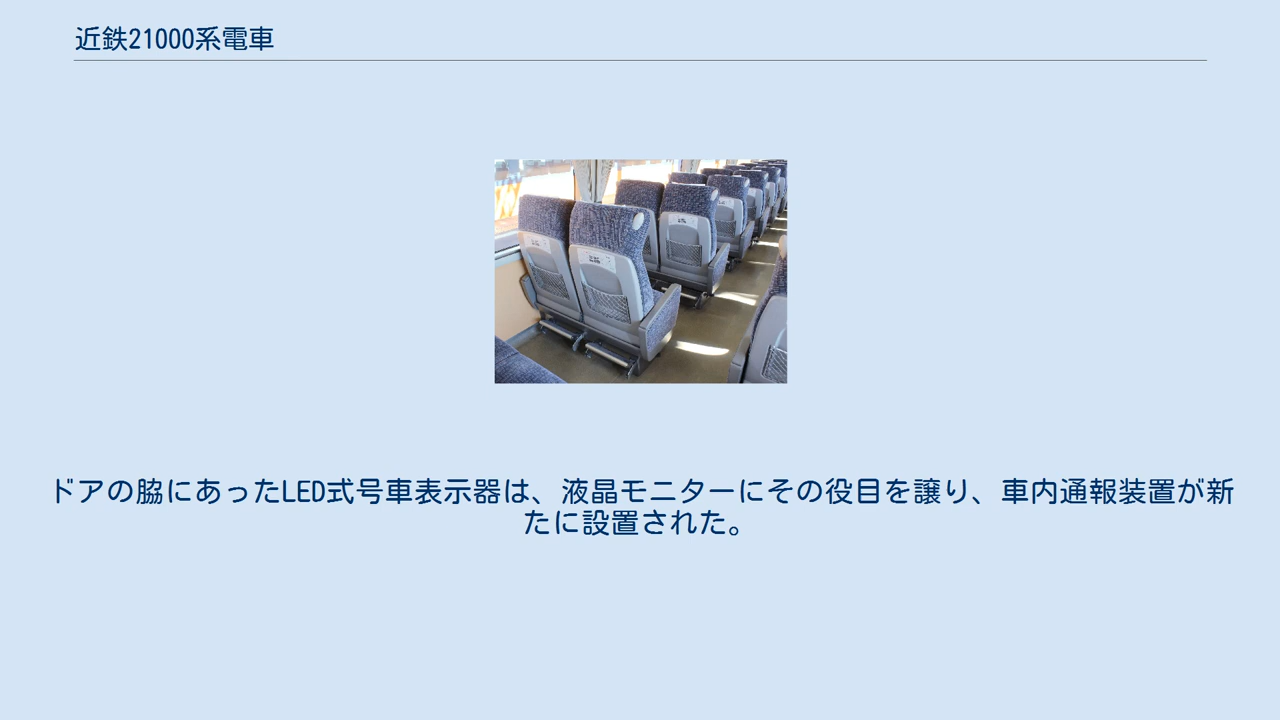 近鉄21000系電車
ドアの脇にあったLED式号車表示器は、液晶モニターにその役目を譲り、車内通報装置が新
たに設置された。